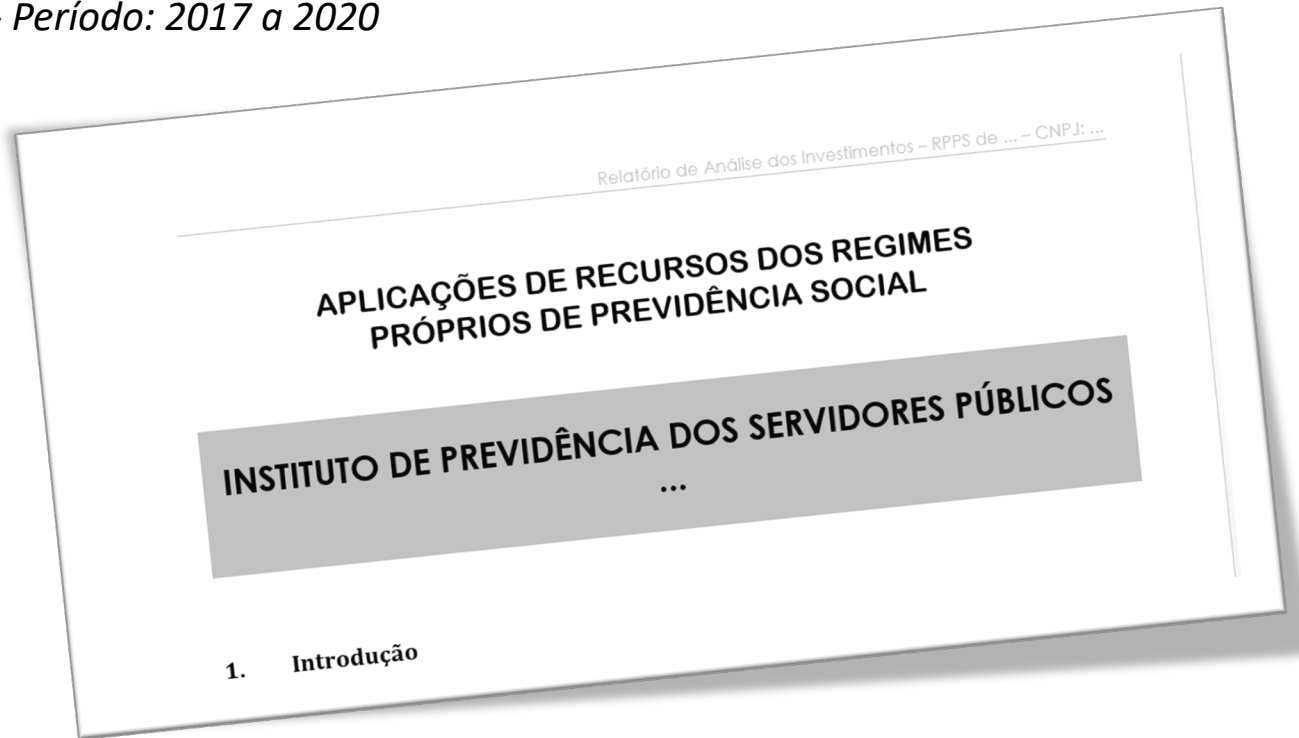 - Período: 2017 a 2020
Relatório de Análise dos Investimentos – RPPS de ... – CNPJ: ...
APLICAÇÕES DE RECURSOS DOS REGIMES
PRÓPRIOS DE PREVIDÊNCIA SOCIAL
INSTITUTO DE PREVIDÊNCIA DOS SERVIDORES PÚBLICOS
...
1. Introdução